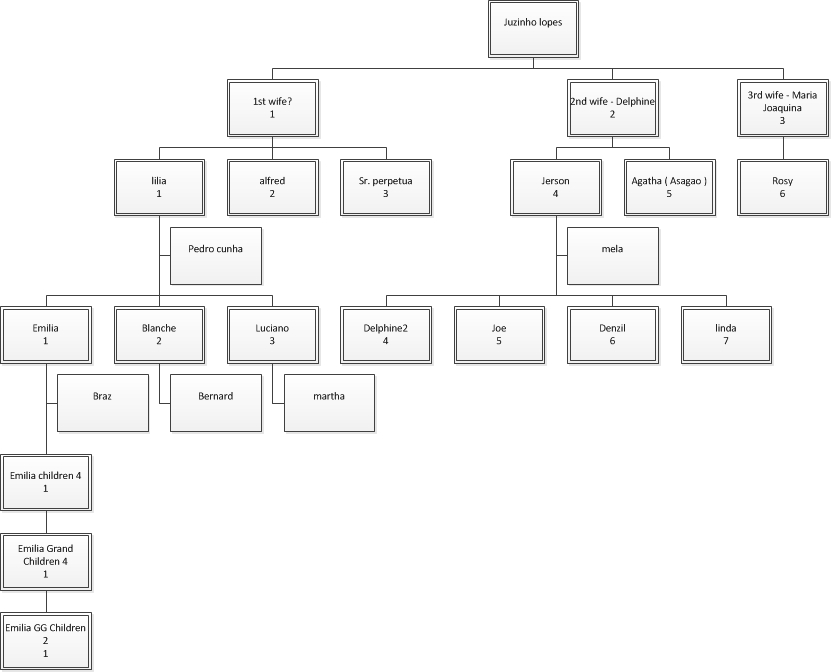 Juzinho lopes
1st wife?
1
2nd wife - Delphine
2
3rd wife - Maria
Joaquina
3
lilia
1
alfred
2
Sr. perpetua
3
Jerson
4
Agatha ( Asagao )
5
Rosy
6
Pedro cunha
mela
Emilia
1
Blanche
2
Luciano
3
Delphine2
4
Joe
5
Denzil
6
linda
7
Braz
Bernard
martha
Emilia children 4
1
Emilia Grand
Children 4
1
Emilia GG Children
2
1